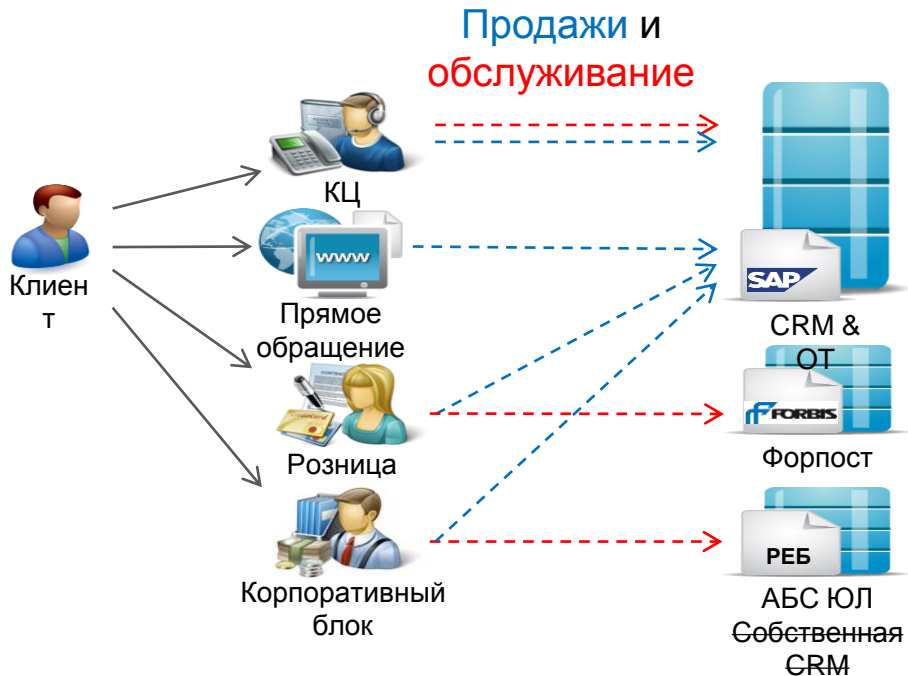 Продажи и
обслуживание
КЦ
Клиен
т
www
Прямое
обращение
SAP
CRM &
ОТ
Розница
FORBIS
Форпост
Корпоративный
блок
РЕБ
АБС ЮЛ
Собственная
CRM